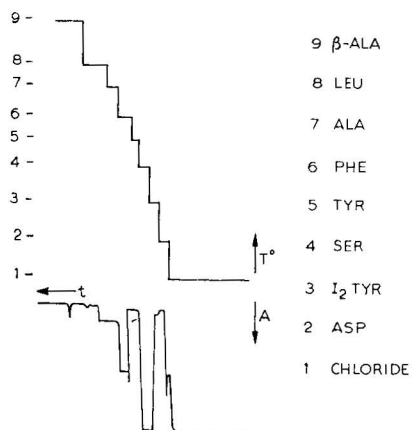 9 -
8 -
7 -
6 -
5 -
4 -
3 -
2 -
1 -
t
T°
A
9 β-ALA
8 LEU
7 ALA
6 PHE
5 TYR
4 SER
3 I₂ TYR
2 ASP
1 CHLORIDE